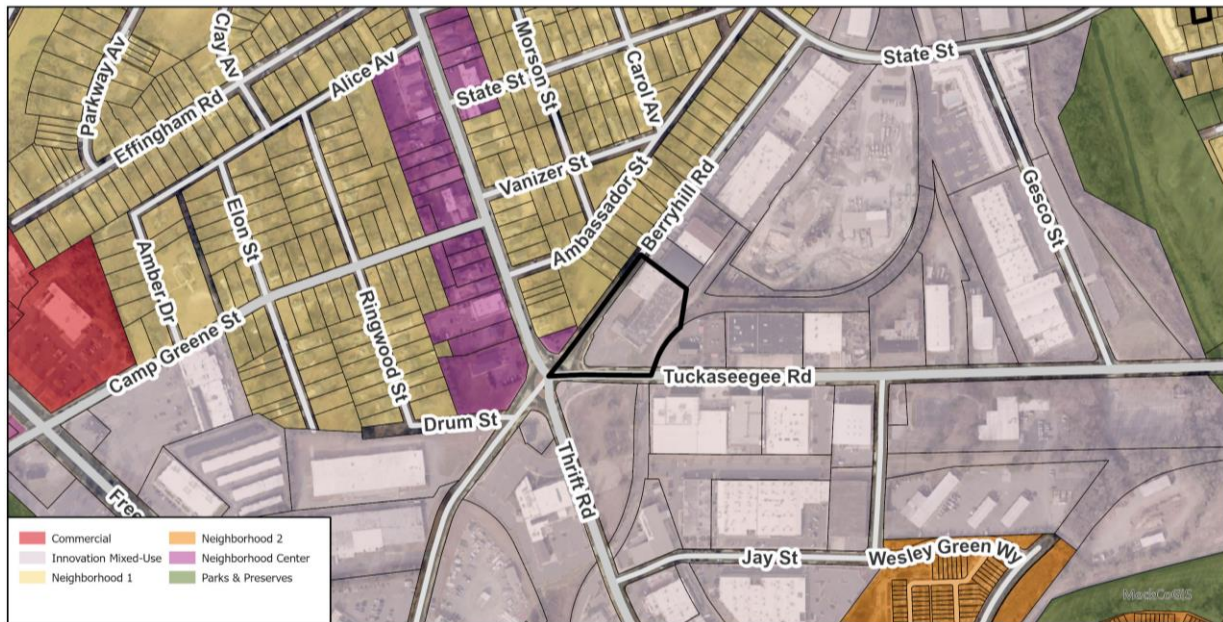 Parkway Av
Clay Av
Effingham Rd
Alice Av
Morson St
State St
Carol Av
State St
Vanizer St
Ambassador St
Berryhill Rd
Gesco St
Elon St
Amber Dr
Ringwood St
Camp Greene St
Tuckaseegee Rd
Drum St
Thrift Rd
Jay St
Wesley Green Wy
Commercial
Innovation Mixed-Use
Neighborhood 1
Neighborhood 2
Neighborhood Center
Parks & Preserves
MeckCoGIS